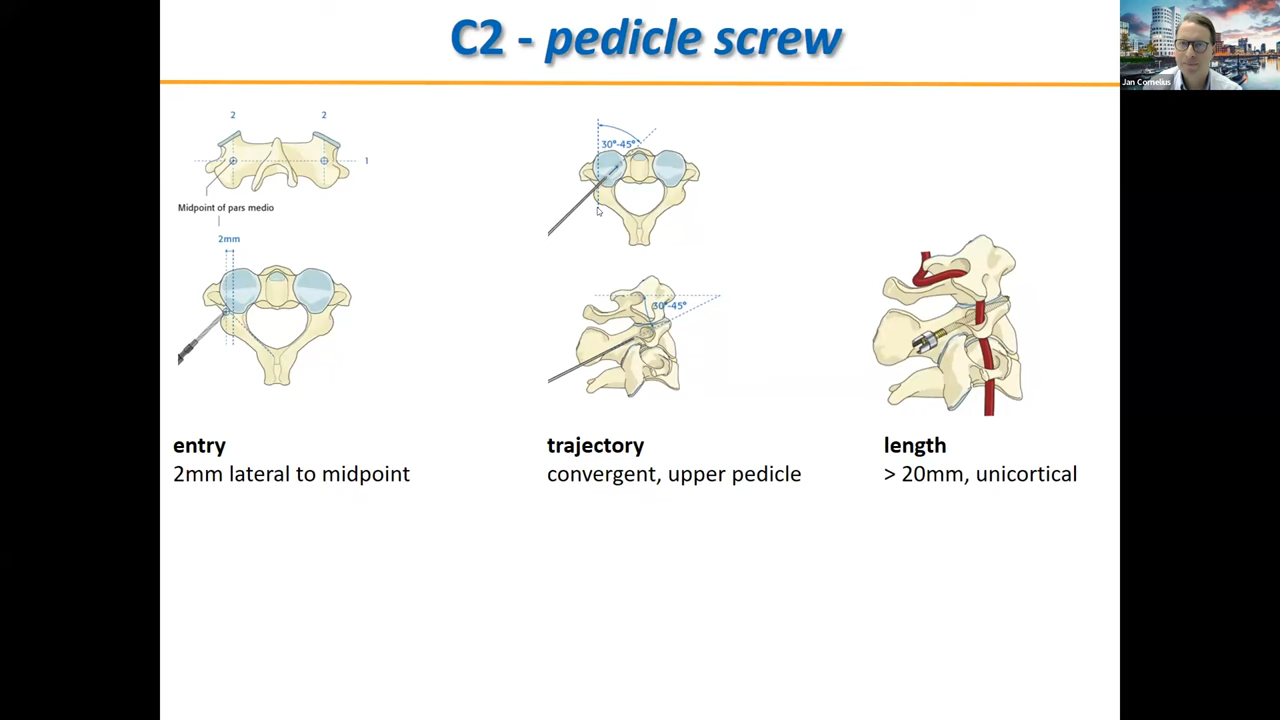 C2 - pedicle screw
Jan Cornelius
2 2
1
Midpoint of pars medio
2mm
30°-45°
30°-45°
entry
2mm lateral to midpoint
trajectory
convergent, upper pedicle
length
> 20mm, unicortical